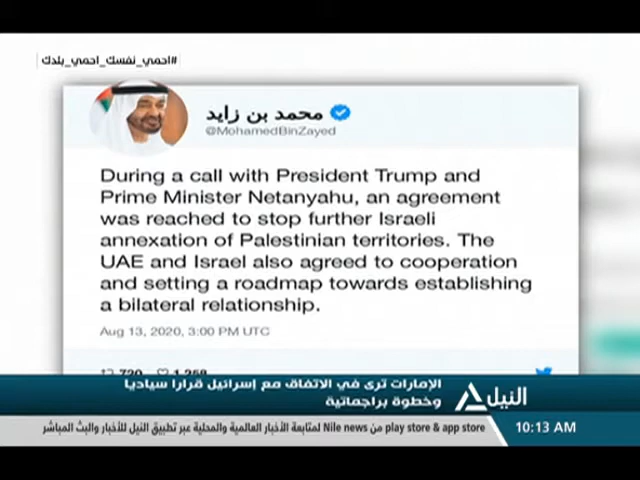 #احمي_نفسك_احمي_بلدك
محمد بن زايد
@MohamedBinZayed
During a call with President Trump and
Prime Minister Netanyahu, an agreement
was reached to stop further Israeli
annexation of Palestinian territories. The
UAE and Israel also agreed to cooperation
and setting a roadmap towards establishing
a bilateral relationship.
Aug 13, 2020, 3:00 PM UTC
720 1,258
الإمارات ترى في الاتفاق مع إسرائيل قرارا سياديا
وخطوة براجماتية
النيل
لمتابعة الأخبار العالمية والمحلية عبر تطبيق النيل للأخبار والبث المباشر Nile news من play store & app store
10:13 AM